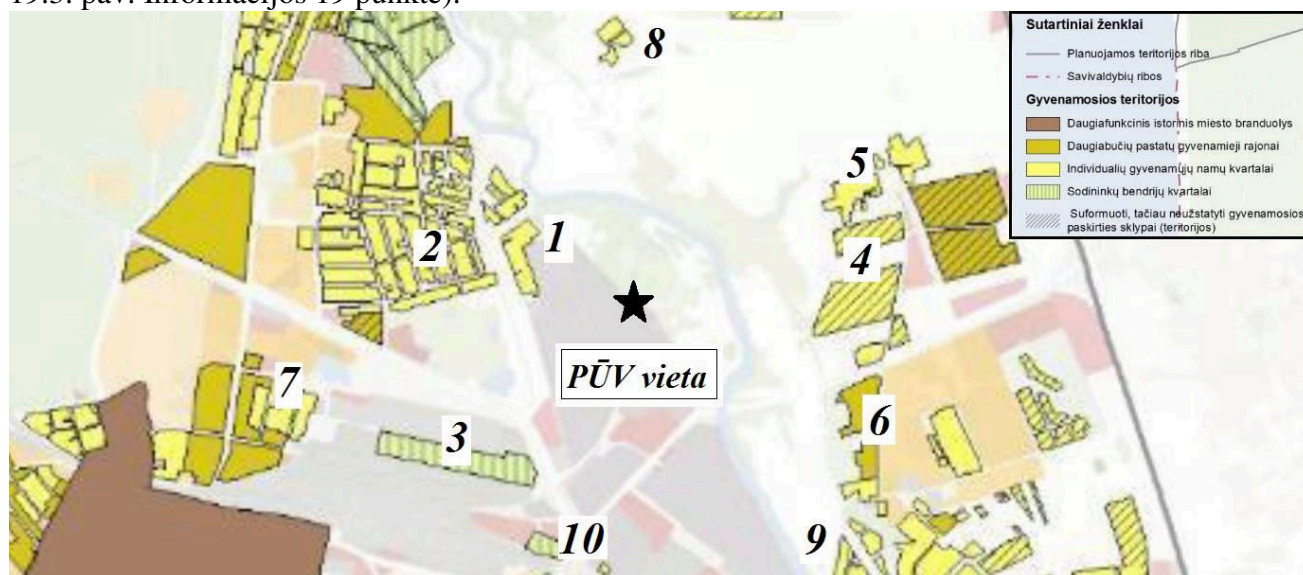 19.3. pav. Informacijos 19 punkte).
8
Sutartiniai ženklai
Planuojamos teritorijos riba
Savivaldybių ribos
Gyvenamosios teritorijos
Daugiafunkcinis istorinis miesto branduolys
Daugiabučių pastatų gyvenamieji rajonai
Individualių gyvenamųjų namų kvartalai
Sodininkų bendrijų kvartalai
Suformuoti, tačiau neužstatyti gyvenamosios
paskirties sklypai (teritorijos)
5
1
2
4
PŪV vieta
7
6
3
10
9